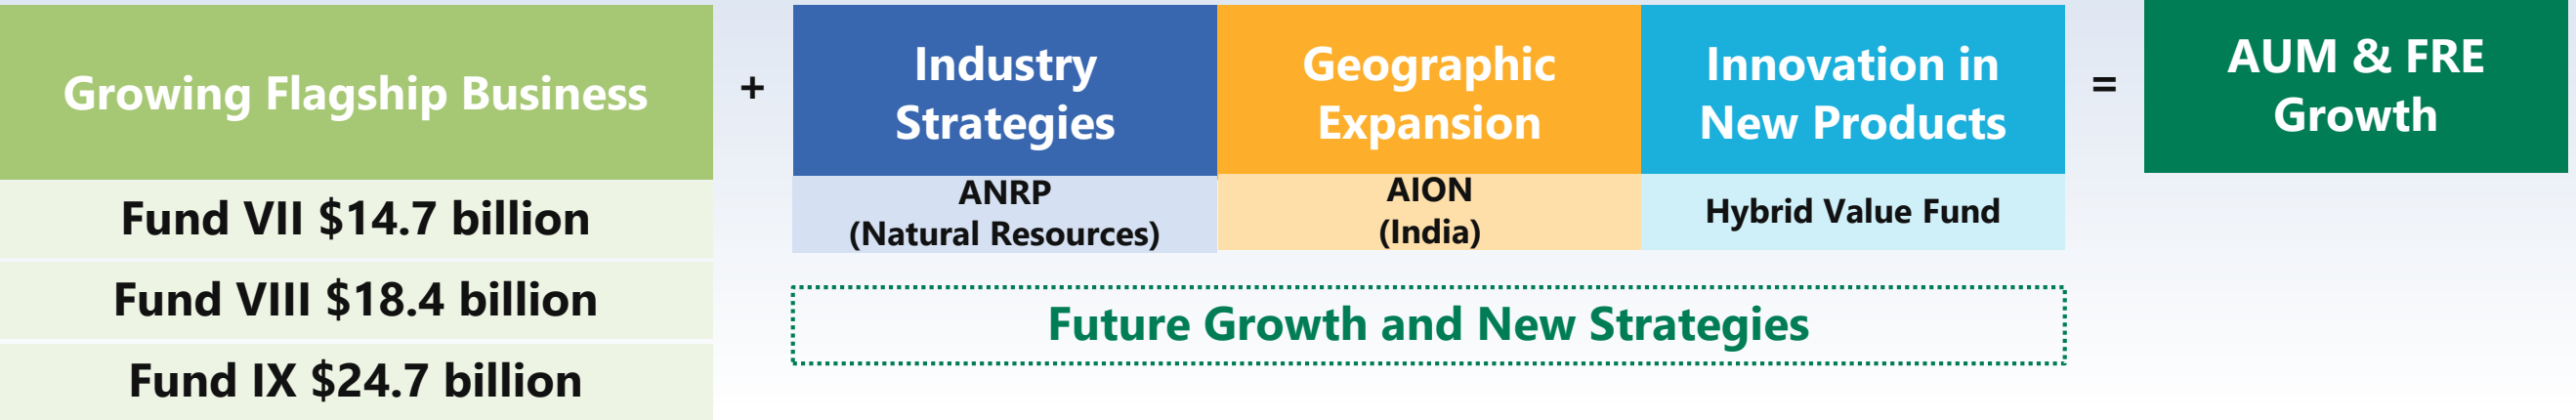 Growing Flagship Business
Fund VII $14.7 billion
Fund VIII $18.4 billion
Fund IX $24.7 billion
+
Industry
Strategies
ANRP
(Natural Resources)
Geographic
Expansion
AION
(India)
Innovation in
New Products
Hybrid Value Fund
Future Growth and New Strategies
=
AUM & FRE
Growth